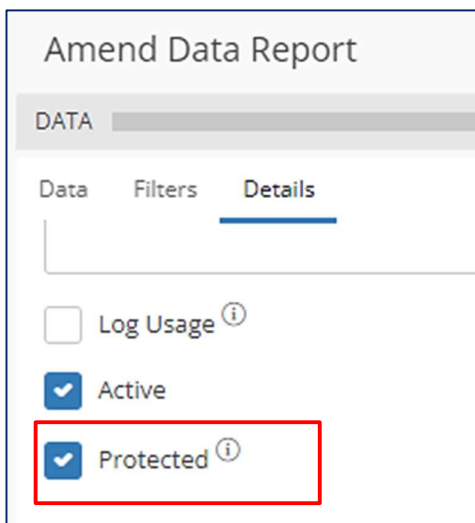 Amend Data Report
DATA
Data Filters Details
Log Usage
Active
Protected